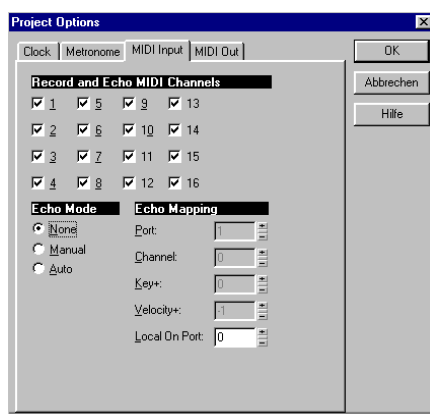 Project Options
Clock Metronome MIDI Input MIDI Out
OK
Abbrechen
Hilfe
Record and Echo MIDI Channels
1 5 9 13
2 6 10 14
3 7 11 15
4 8 12 16
Echo Mode Echo Mapping
None Port: 1
Manual Channel: 0
Auto Key+: 0
Velocity+: -1
Local On Port: 0